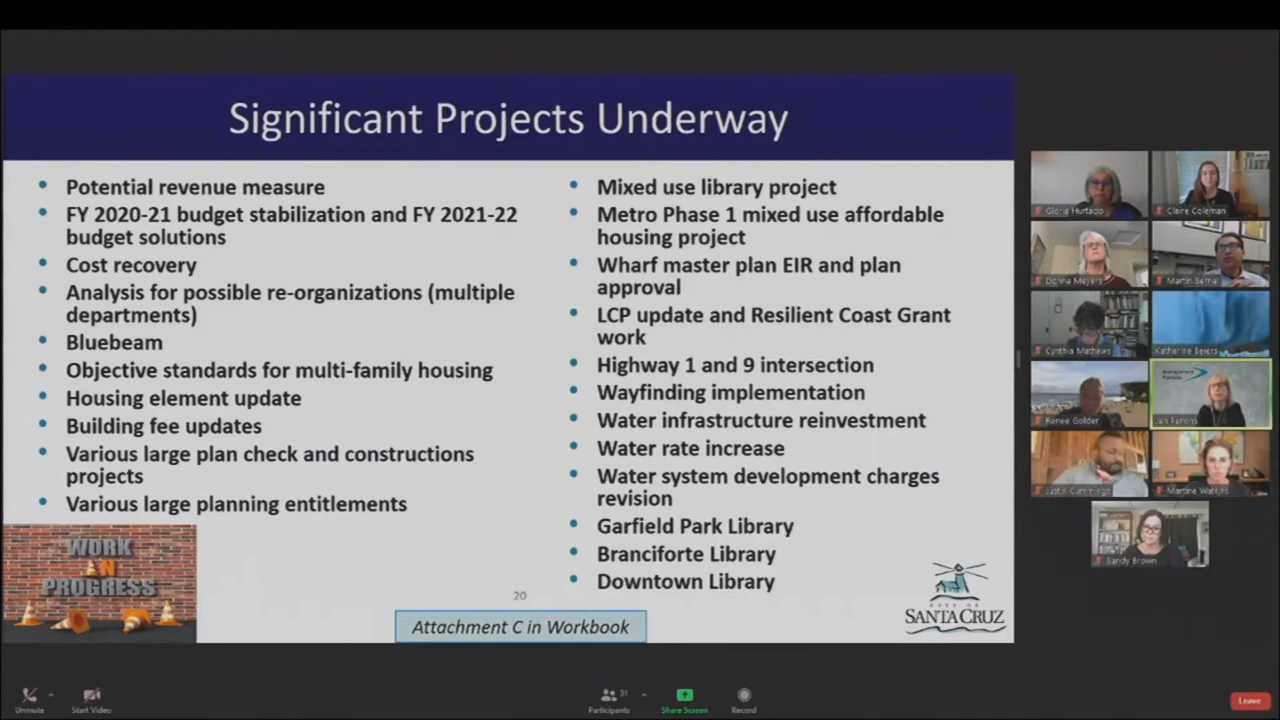 Significant Projects Underway
Potential revenue measure
FY 2020-21 budget stabilization and FY 2021-22
budget solutions
Cost recovery
Analysis for possible re-organizations (multiple
departments)
Bluebeam
Objective standards for multi-family housing
Housing element update
Building fee updates
Various large plan check and constructions
projects
Various large planning entitlements
Mixed use library project
Metro Phase 1 mixed use affordable
housing project
Wharf master plan EIR and plan
approval
LCP update and Resilient Coast Grant
work
Highway 1 and 9 intersection
Wayfinding implementation
Water infrastructure reinvestment
Water rate increase
Water system development charges
revision
Garfield Park Library
Branciforte Library
Downtown Library
WORK
IN
PROGRESS
20
Attachment C in Workbook
CITY OF
SANTA CRUZ
Gloria Hurtado
Claire Coleman
Donna Meyers
Martin Bernal
Cynthia Mathews
Katherine Beiers
Renee Golder
Management
Partners
Jan Perkins
Justin Cummings
Martine Watkins
Sandy Brown
Unmute
Start Video
Participants
31
Share Screen
Record
Leave